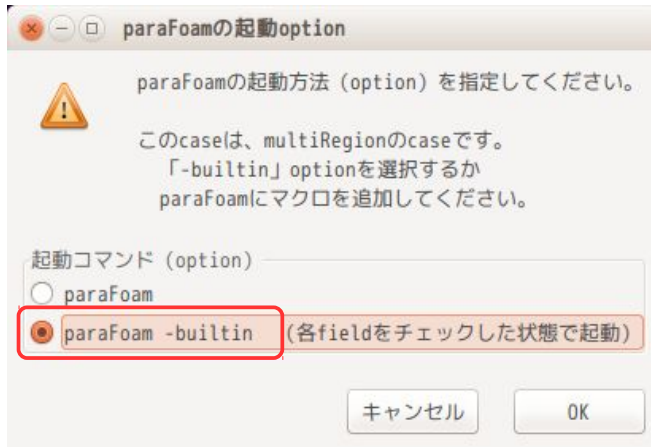 paraFoamの起動option
paraFoamの起動方法（option）を指定してください。
このcaseは、multiRegionのcaseです。
「-builtin」optionを選択するか
paraFoamにマクロを追加してください。
起動コマンド（option）
paraFoam
paraFoam -builtin （各fieldをチェックした状態で起動）
キャンセル
OK